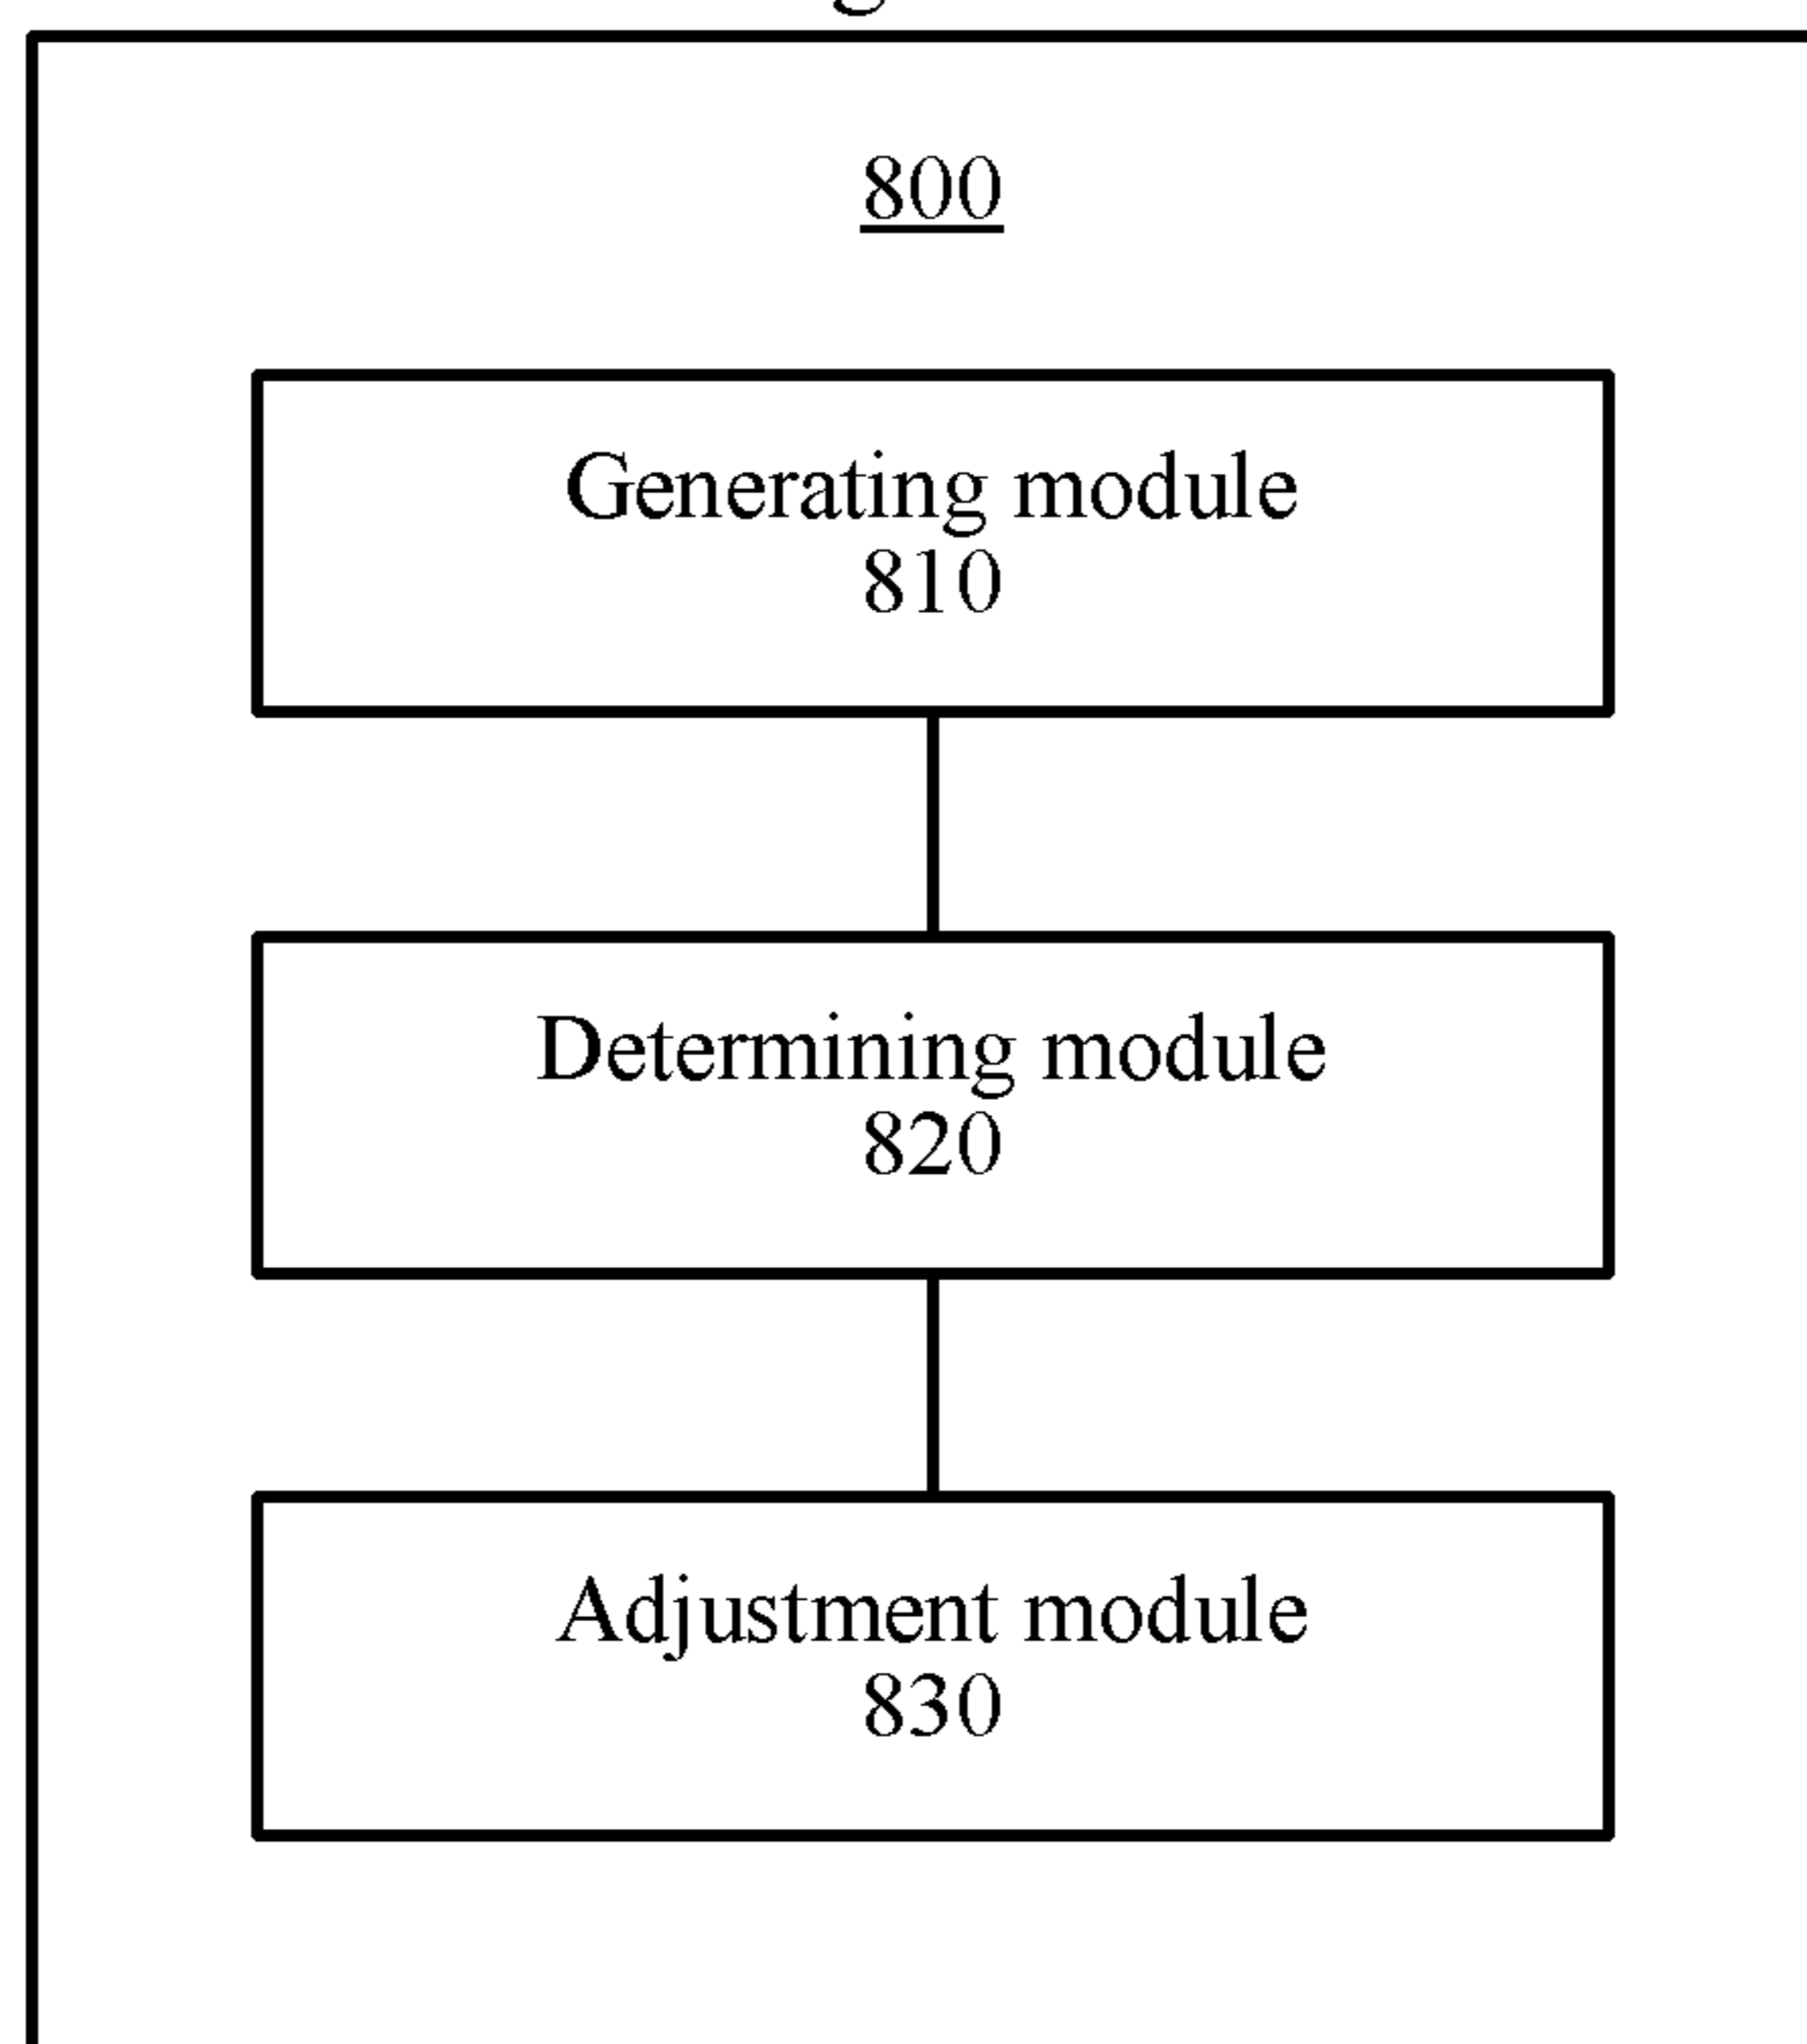 800
Generating module
810
Determining module
820
Adjustment module
830